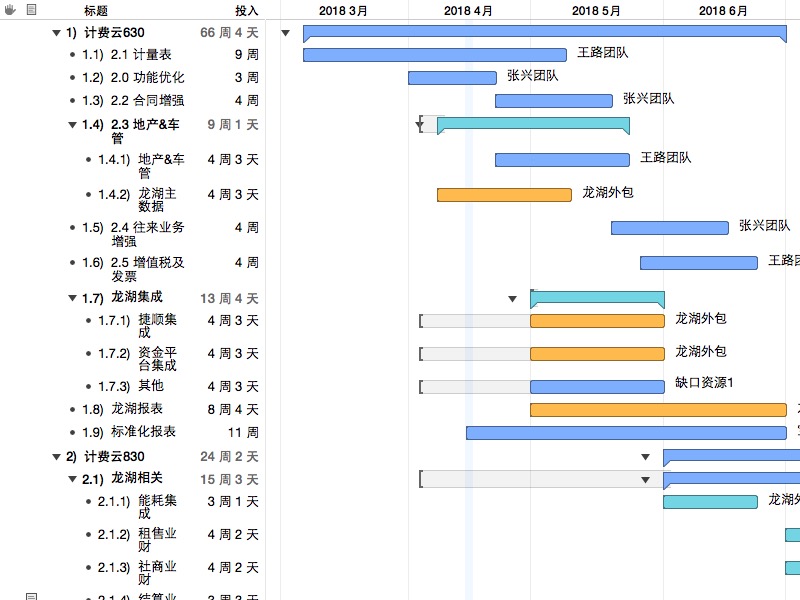 标题 投入 2018 3月 2018 4月 2018 5月 2018 6月
1) 计费云630 66 周 4 天
1.1) 2.1 计量表 9 周 王路团队
1.2) 2.0 功能优化 3 周 张兴团队
1.3) 2.2 合同增强 4 周 张兴团队
1.4) 2.3 地产&车 9 周 1 天
管
1.4.1) 地产&车 4 周 3 天 王路团队
管
1.4.2) 龙湖主 4 周 3 天 龙湖外包
数据
1.5) 2.4 往来业务 4 周 张兴团队
增强
1.6) 2.5 增值税及 4 周 王路
发票
1.7) 龙湖集成 13 周 4 天
1.7.1) 捷顺集 4 周 3 天 龙湖外包
成
1.7.2) 资金平 4 周 3 天 龙湖外包
台集成
1.7.3) 其他 4 周 3 天 缺口资源1
1.8) 龙湖报表 8 周 4 天
1.9) 标准化报表 11 周
2) 计费云830 24 周 2 天
2.1) 龙湖相关 15 周 3 天
2.1.1) 能耗集 3 周 1 天 龙湖
成
2.1.2) 租售业 4 周 2 天
财
2.1.3) 社商业 4 周 2 天
财